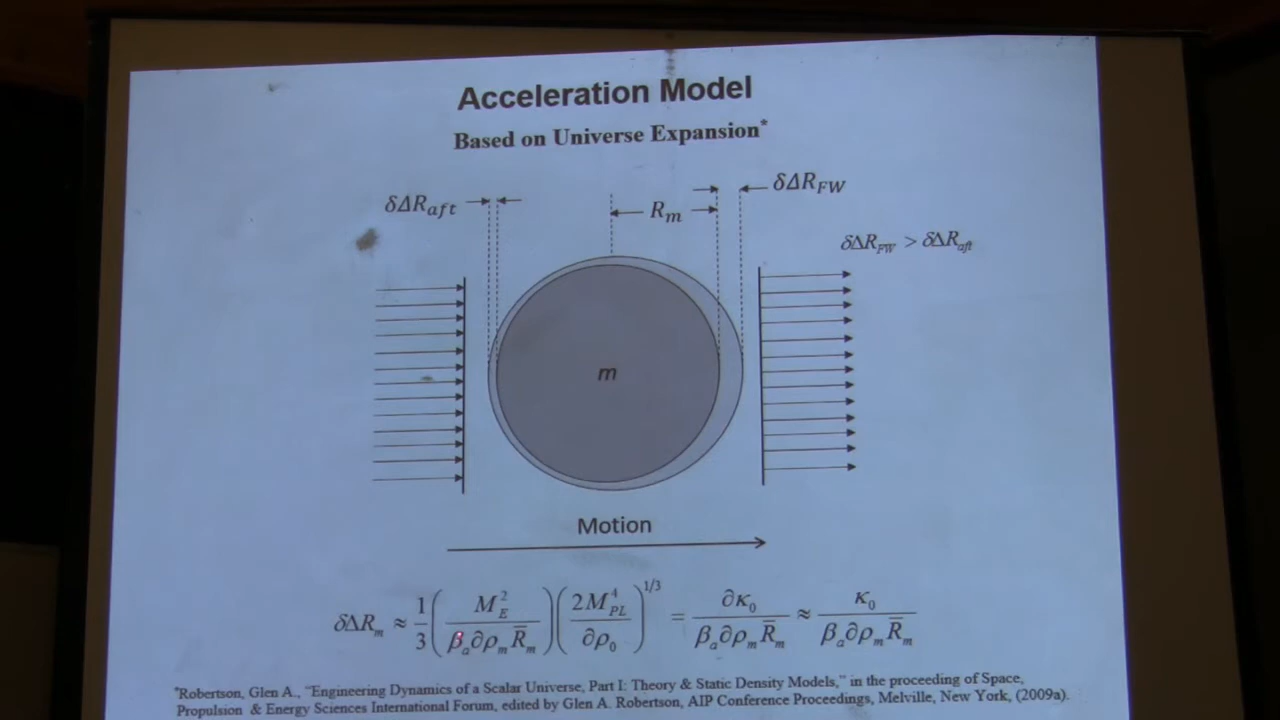 Acceleration Model
Based on Universe Expansion*
δΔR_aft
R_m
δΔR_FW
δΔR_FW > δΔR_aft
m
Motion
δΔR_m ≈ 1/3 (M_E^2 / β_a∂ρ_m R̄_m) (2M_PL^4 / ∂ρ_0)^1/3 = ∂κ_0 / β_a∂ρ_m R̄_m ≈ κ_0 / β_a∂ρ_m R̄_m
*Robertson, Glen A., "Engineering Dynamics of a Scalar Universe, Part I: Theory & Static Density Models," in the proceeding of Space,
Propulsion & Energy Sciences International Forum, edited by Glen A. Robertson, AIP Conference Proceedings, Melville, New York, (2009a).